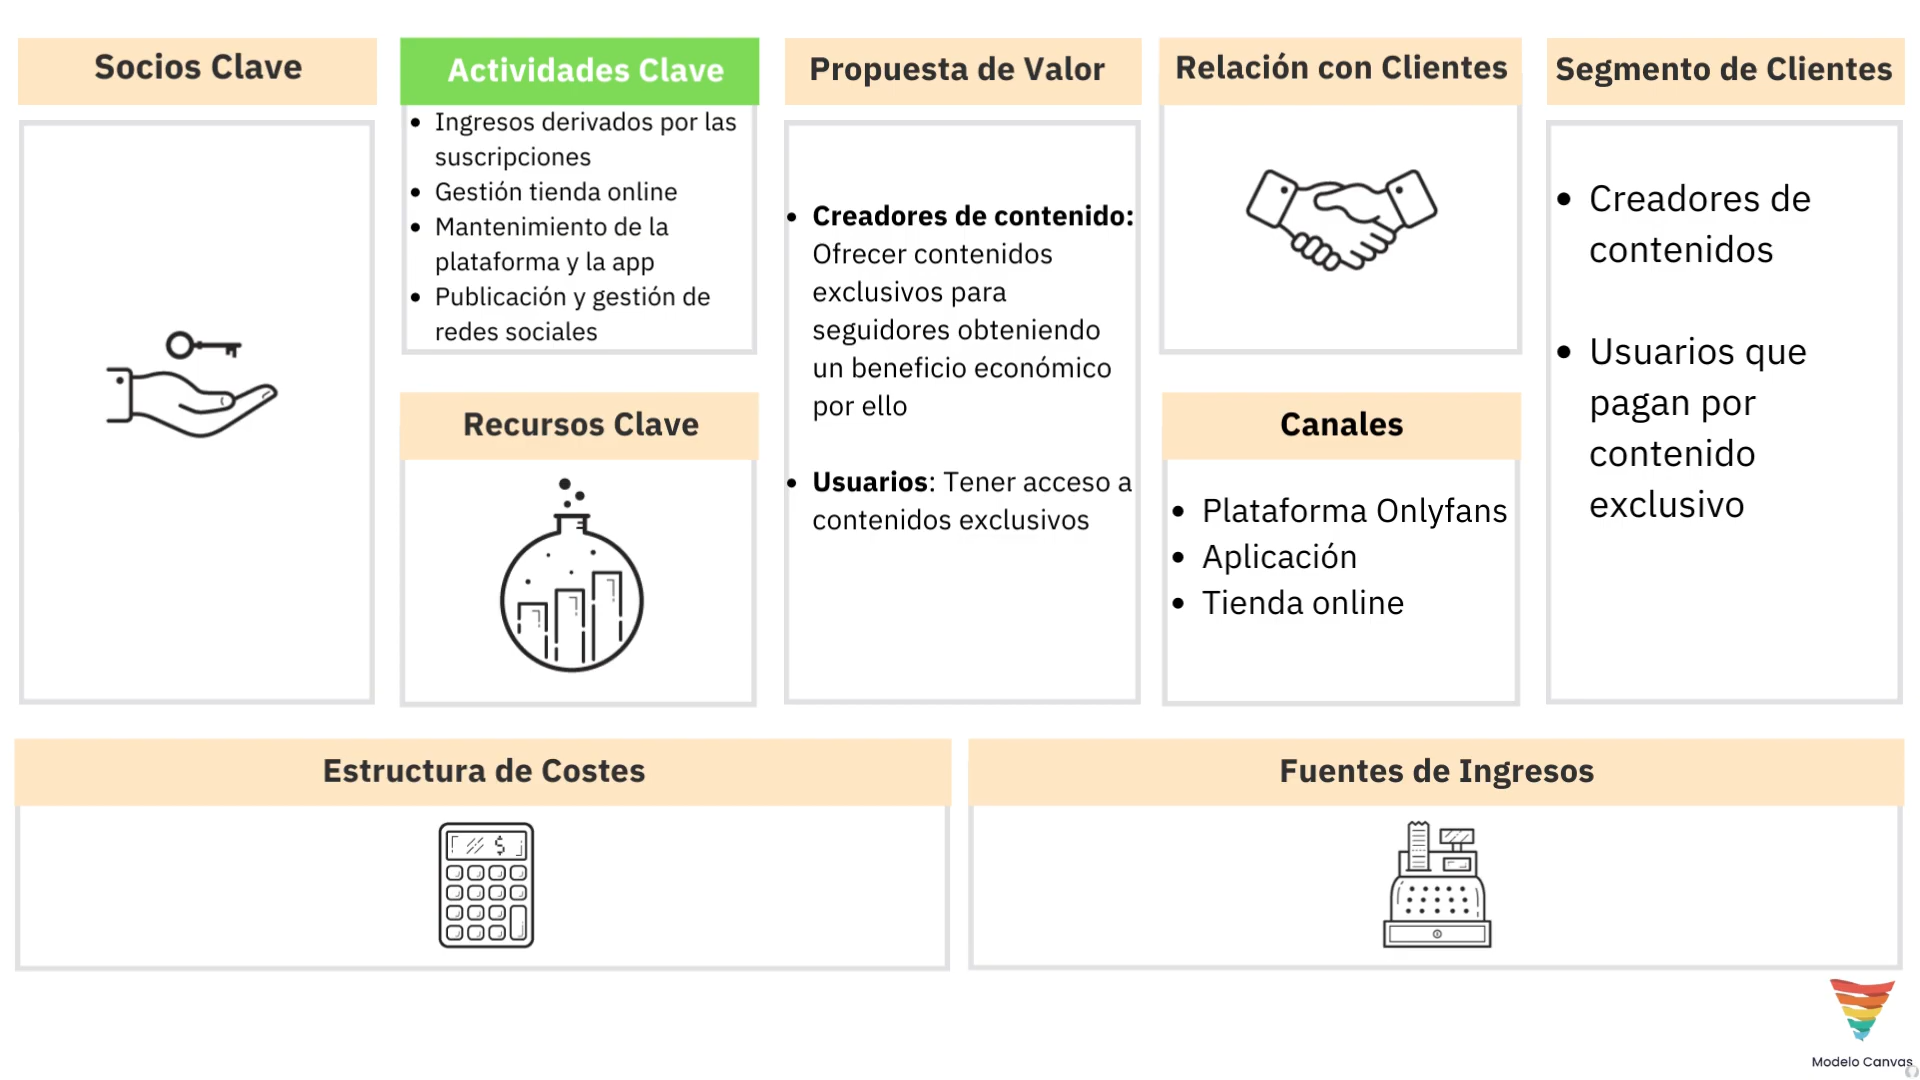 Socios Clave
Actividades Clave
• Ingresos derivados por las
suscripciones
• Gestión tienda online
• Mantenimiento de la
plataforma y la app
• Publicación y gestión de
redes sociales
Recursos Clave
Propuesta de Valor
• Creadores de contenido:
Ofrecer contenidos
exclusivos para
seguidores obteniendo
un beneficio económico
por ello
• Usuarios: Tener acceso a
contenidos exclusivos
Relación con Clientes
Canales
• Plataforma Onlyfans
• Aplicación
• Tienda online
Segmento de Clientes
• Creadores de
contenidos
• Usuarios que
pagan por
contenido
exclusivo
Estructura de Costes
$
Fuentes de Ingresos
Modelo Canvas